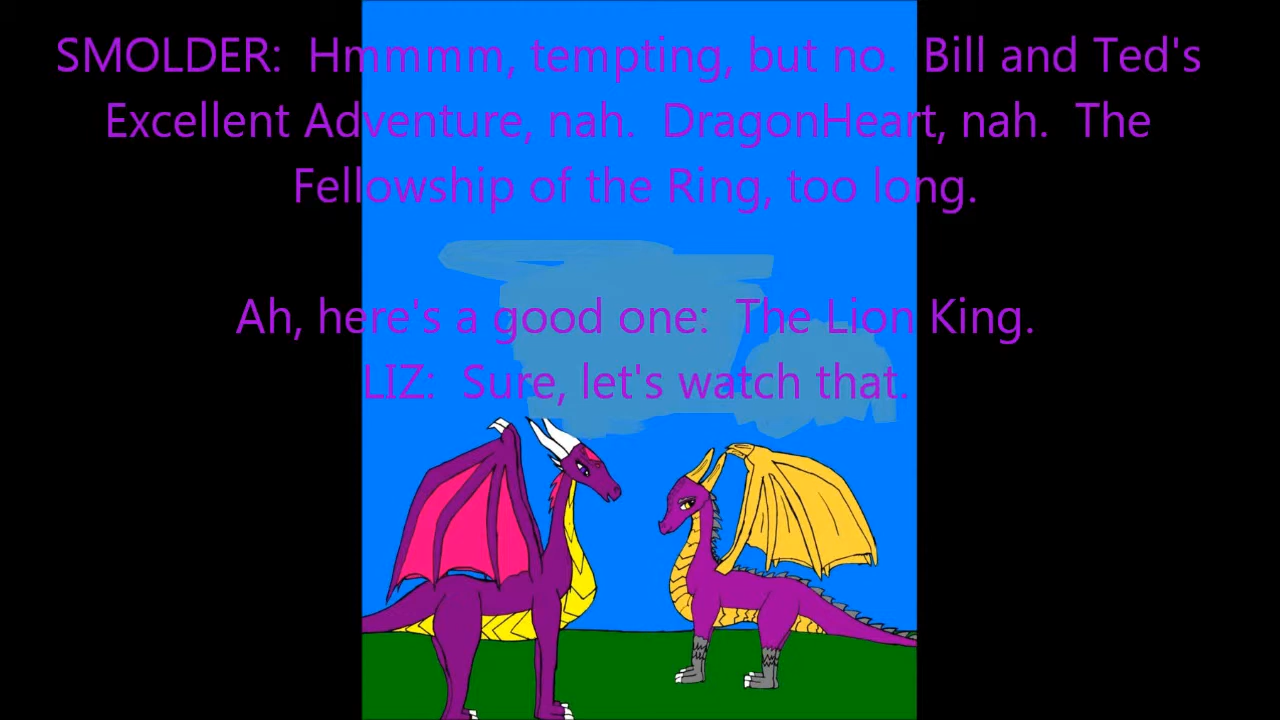 SMOLDER:  Hmmmm, tempting, but no.  Bill and Ted's
Excellent Adventure, nah.  DragonHeart, nah.  The
Fellowship of the Ring, too long.
Ah, here's a good one:  The Lion King.
LIZ:  Sure, let's watch that.